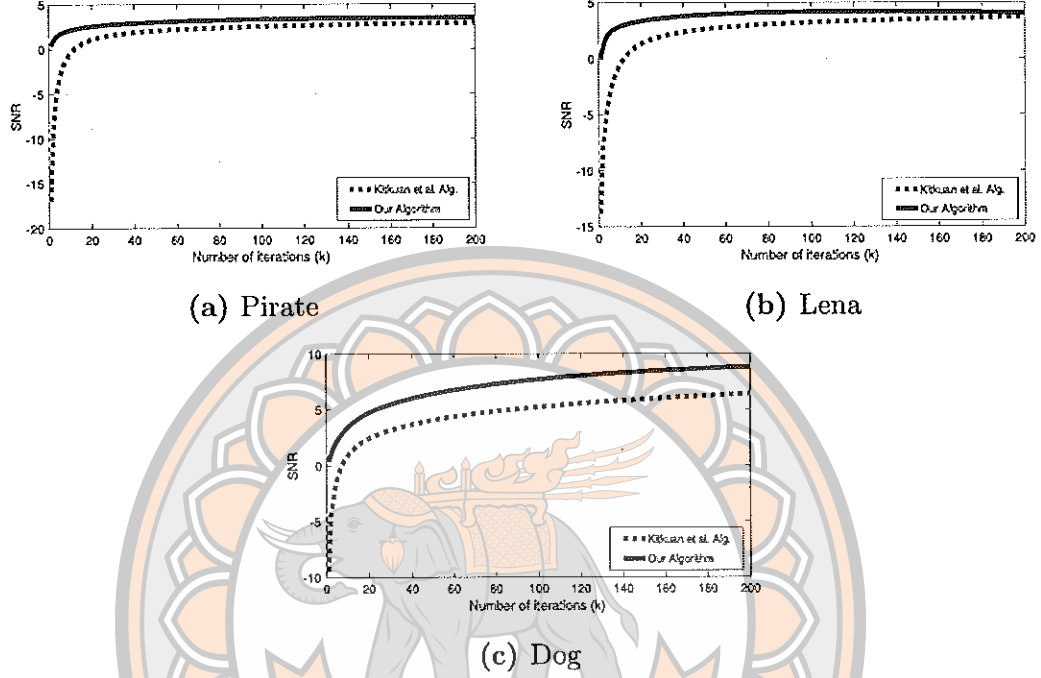 5
0
-5
-10
-15
-20
SNR
0 20 40 60 80 100 120 140 160 180 200
Number of iterations (k)
Kitkuan et al. Alg.
Our Algorithm
(a) Pirate
5
0
-5
-10
-15
SNR
0 20 40 60 80 100 120 140 160 180 200
Number of iterations (k)
Kitkuan et al. Alg.
Our Algorithm
(b) Lena
10
5
0
-5
-10
SNR
0 20 40 60 80 100 120 140 160 180 200
Number of iterations (k)
Kitkuan et al. Alg.
Our Algorithm
(c) Dog